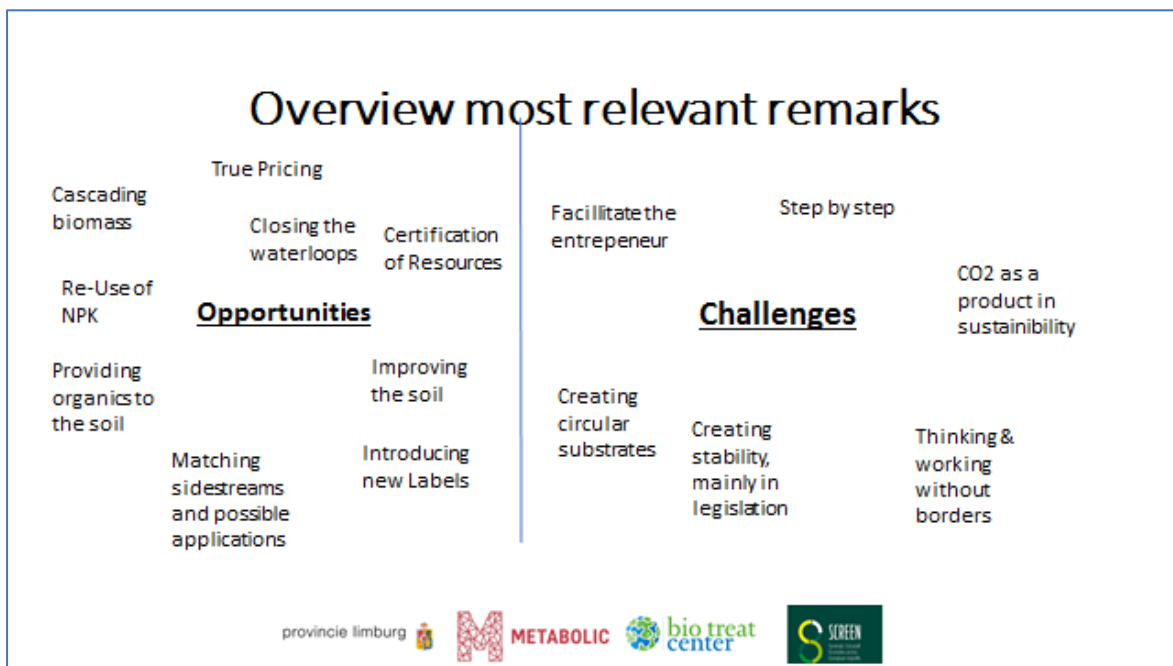 Overview most relevant remarks
True Pricing
Cascading
biomass
Closing the
waterloops
Certification
of Resources
Re-Use of
NPK
Opportunities
Providing
organics to
the soil
Improving
the soil
Matching
sidestreams
and possible
applications
Introducing
new Labels
Facillitate the
entrepeneur
Step by step
CO2 as a
product in
sustainibility
Challenges
Creating
circular
substrates
Creating
stability,
mainly in
legislation
Thinking &
working
without
borders
provincie limburg
M METABOLIC
bio treat
center
S SCREEN